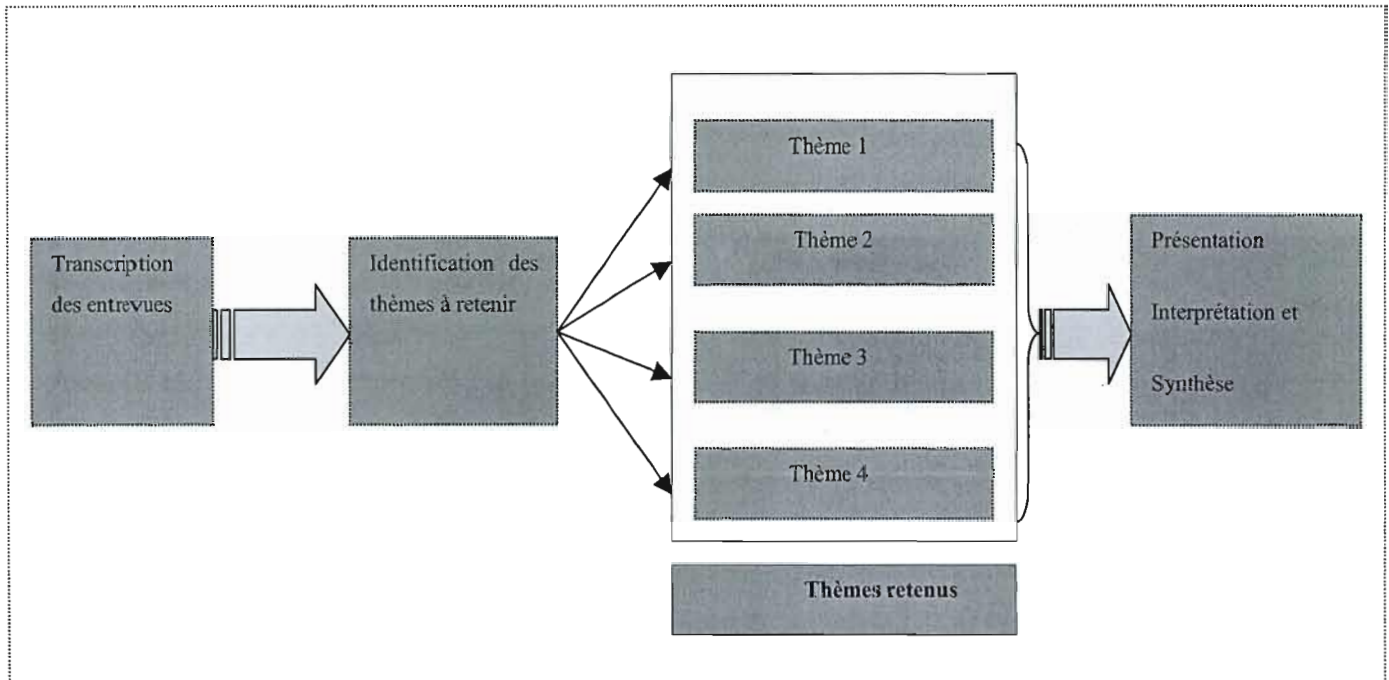 Transcription
des entrevues
Identification des
thèmes à retenir
Thème 1
Thème 2
Thème 3
Thème 4
Thèmes retenus
Présentation
Interprétation et
Synthèse